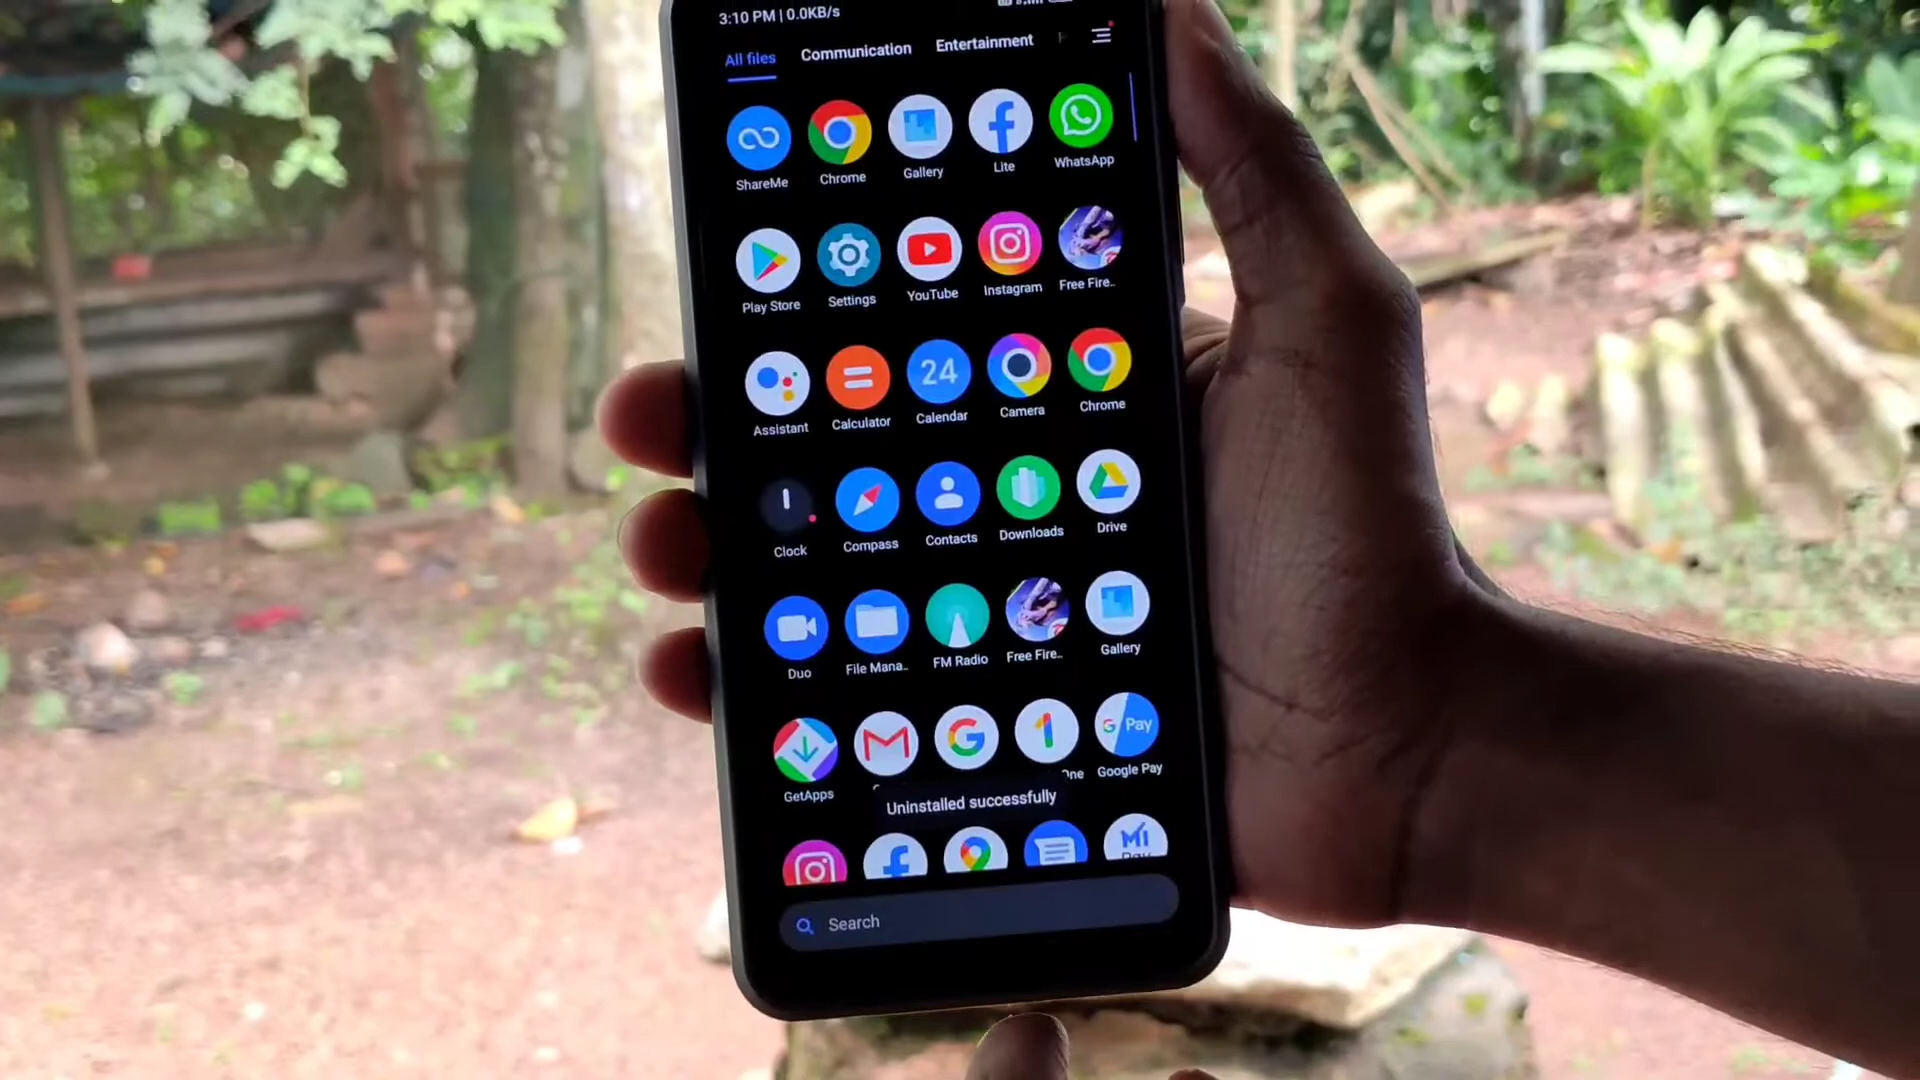 3:10 PM | 0.0KB/s
All files Communication Entertainment
ShareMe Chrome Gallery Lite WhatsApp
Play Store Settings YouTube Instagram Free Fire..
24
Assistant Calculator Calendar Camera Chrome
Clock Compass Contacts Downloads Drive
Duo File Mana.. FM Radio Free Fire.. Gallery
G Pay
GetApps One Google Pay
Uninstalled successfully
Search